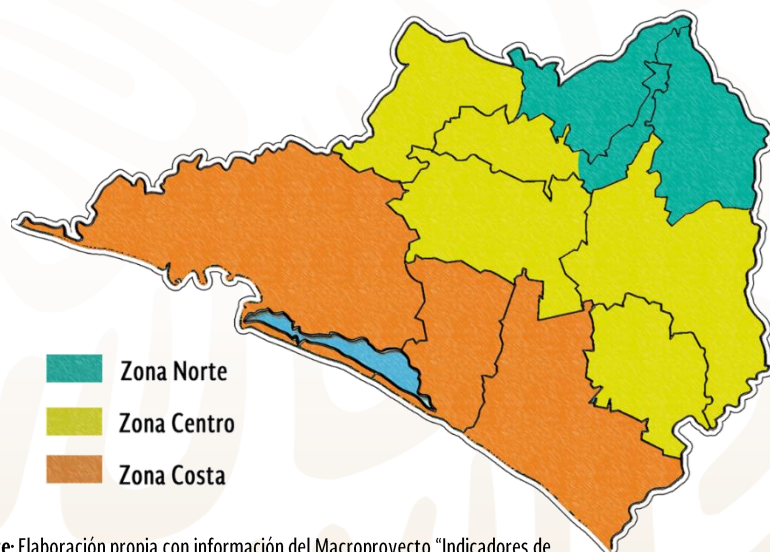 Zona Norte
Zona Centro
Zona Costa
Elaboración propia con información del Macroproyecto "Indicadores de